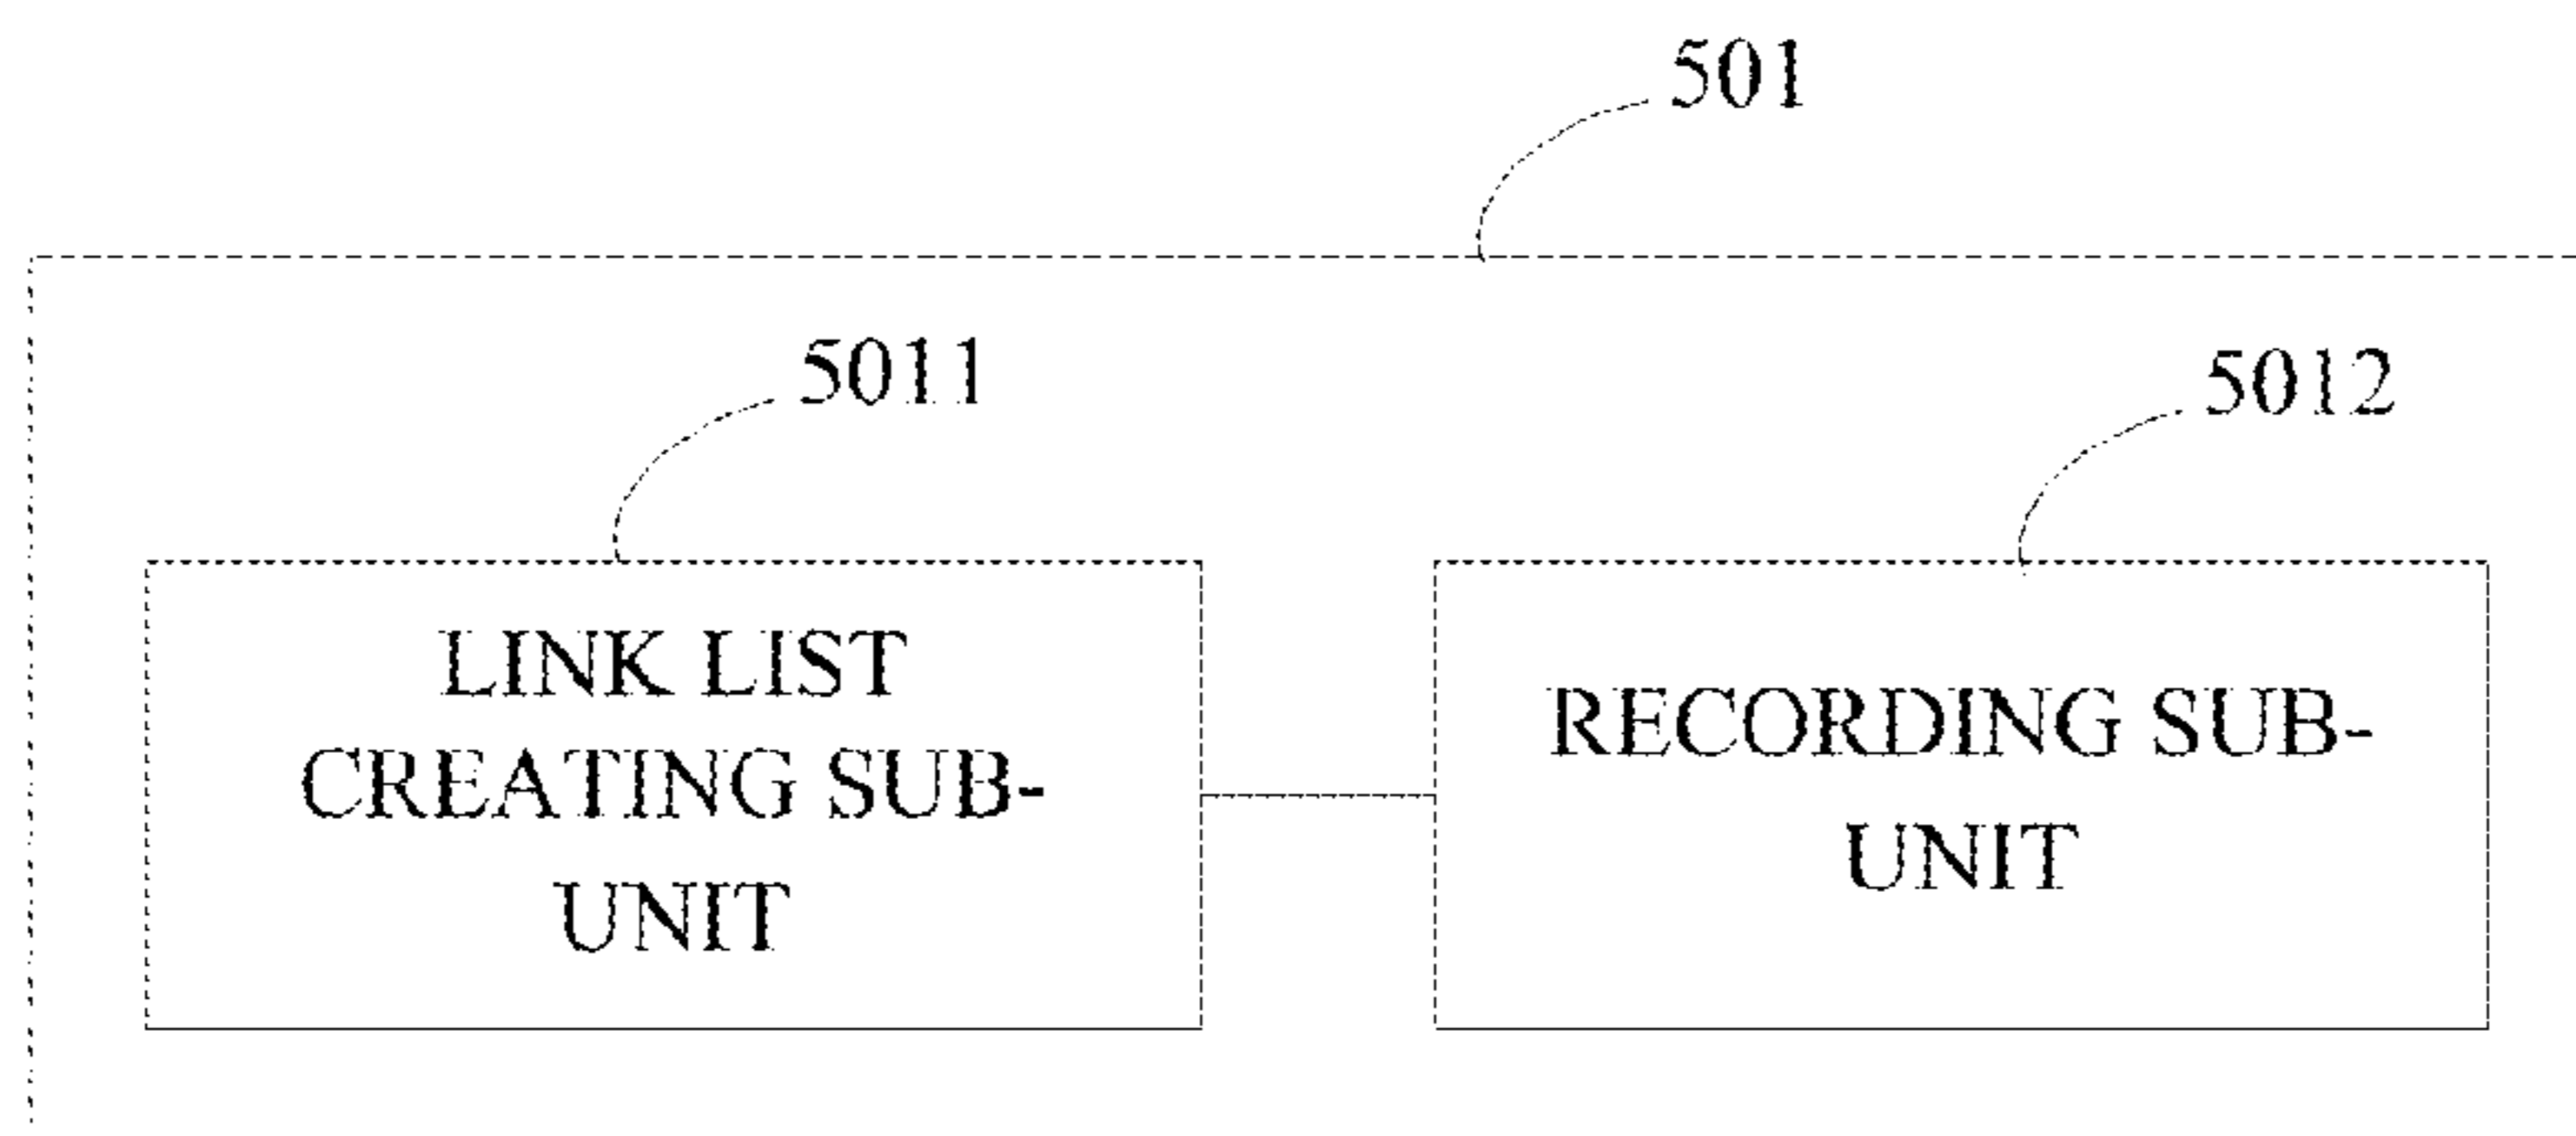 501
5011
5012
LINK LIST
CREATING SUB-
UNIT
RECORDING SUB-
UNIT